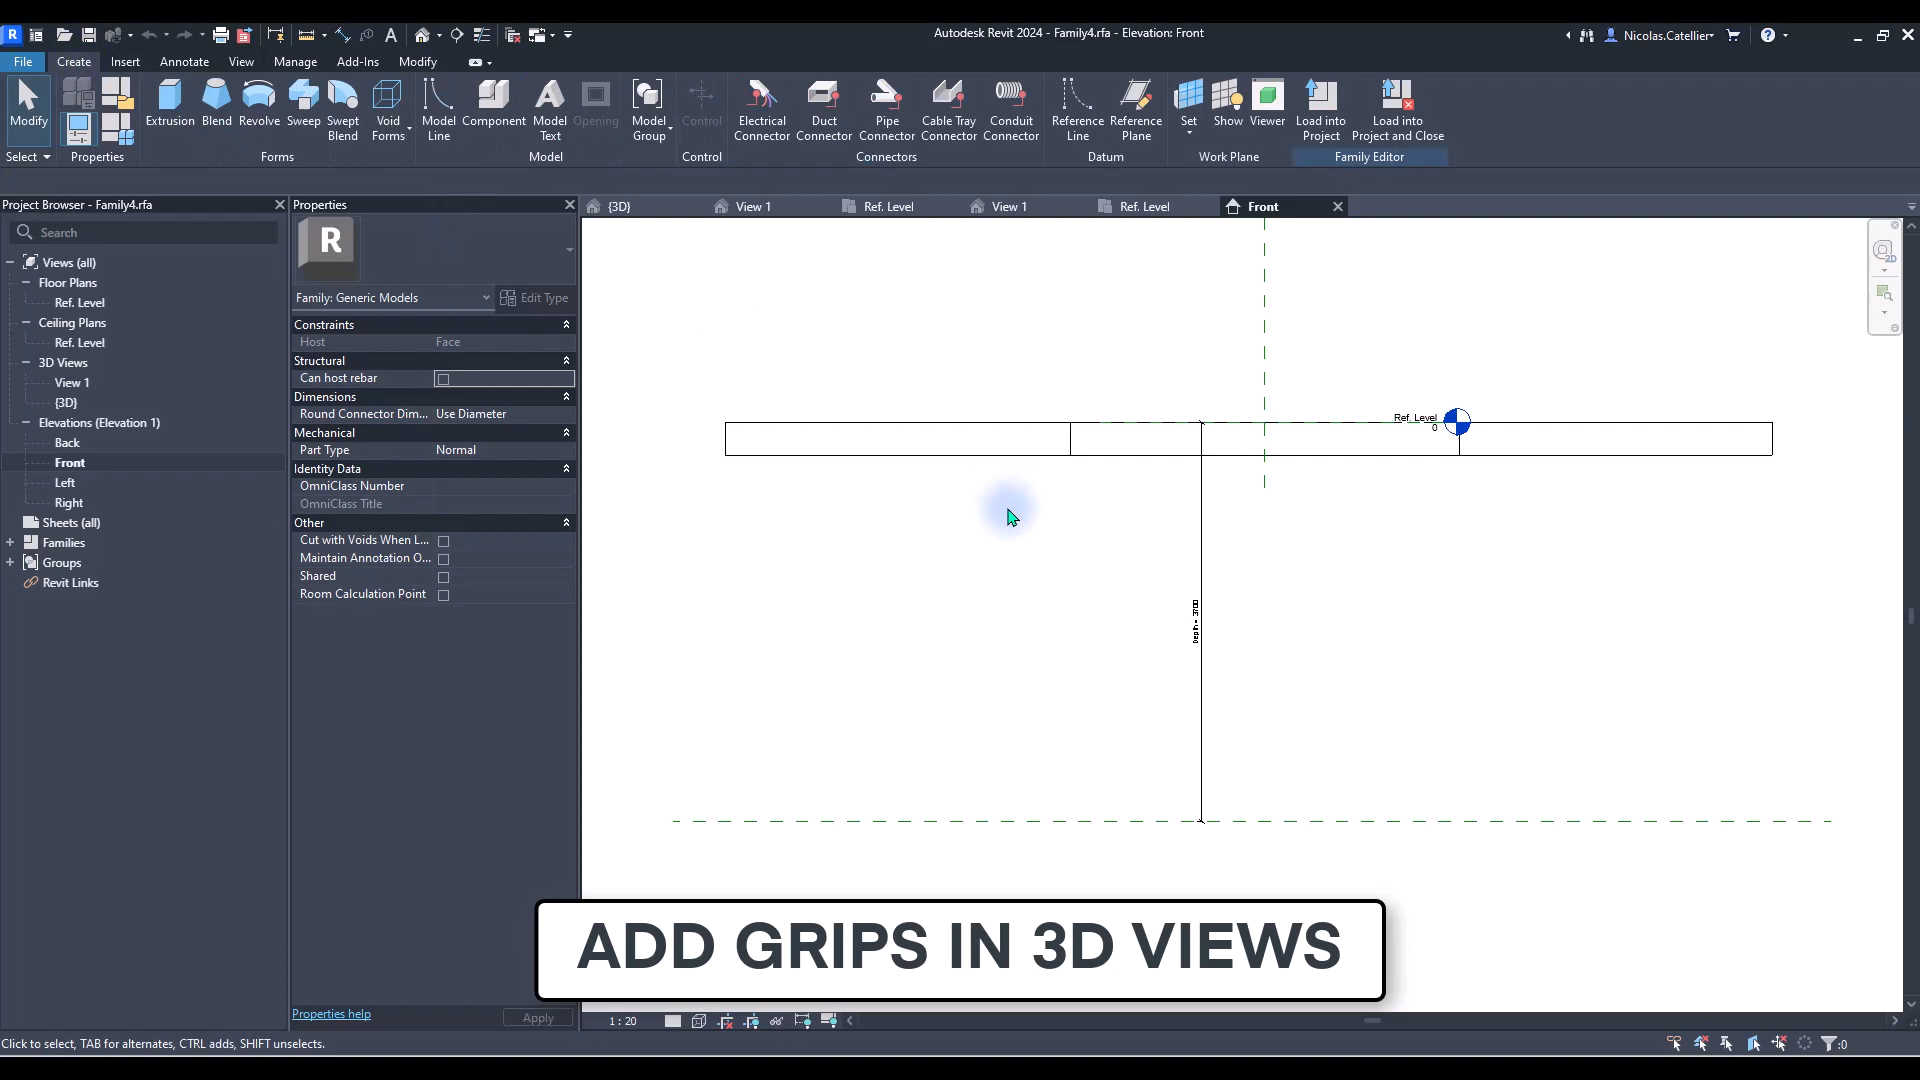 Autodesk Revit 2024 - Family4.rfa - Elevation: Front
Nicolas.Catellier
File Create Insert Annotate View Manage Add-Ins Modify
Modify
Extrusion Blend Revolve Sweep Swept Blend Void Forms
Model Line Component Model Text Opening Model Group Control
Electrical Connector Duct Connector Pipe Connector Cable Tray Connector Conduit Connector
Reference Line Reference Plane Set Show Viewer Load into Project Load into Project and Close
Select Properties Forms Model Control Connectors Datum Work Plane Family Editor
Project Browser - Family4.rfa
Search
Views (all)
Floor Plans
Ref. Level
Ceiling Plans
Ref. Level
3D Views
View 1
{3D}
Elevations (Elevation 1)
Back
Front
Left
Right
Sheets (all)
Families
Groups
Revit Links
Properties
R
Family: Generic Models
Edit Type
Constraints
Host Face
Structural
Can host rebar
Dimensions
Round Connector Dim... Use Diameter
Mechanical
Part Type Normal
Identity Data
OmniClass Number
OmniClass Title
Other
Cut with Voids When L...
Maintain Annotation O...
Shared
Room Calculation Point
Properties help
Apply
{3D} View 1 Ref. Level View 1 Ref. Level Front
2D
Ref. Level
0
ADD GRIPS IN 3D VIEWS
1 : 20
Click to select, TAB for alternates, CTRL adds, SHIFT unselects.
:0